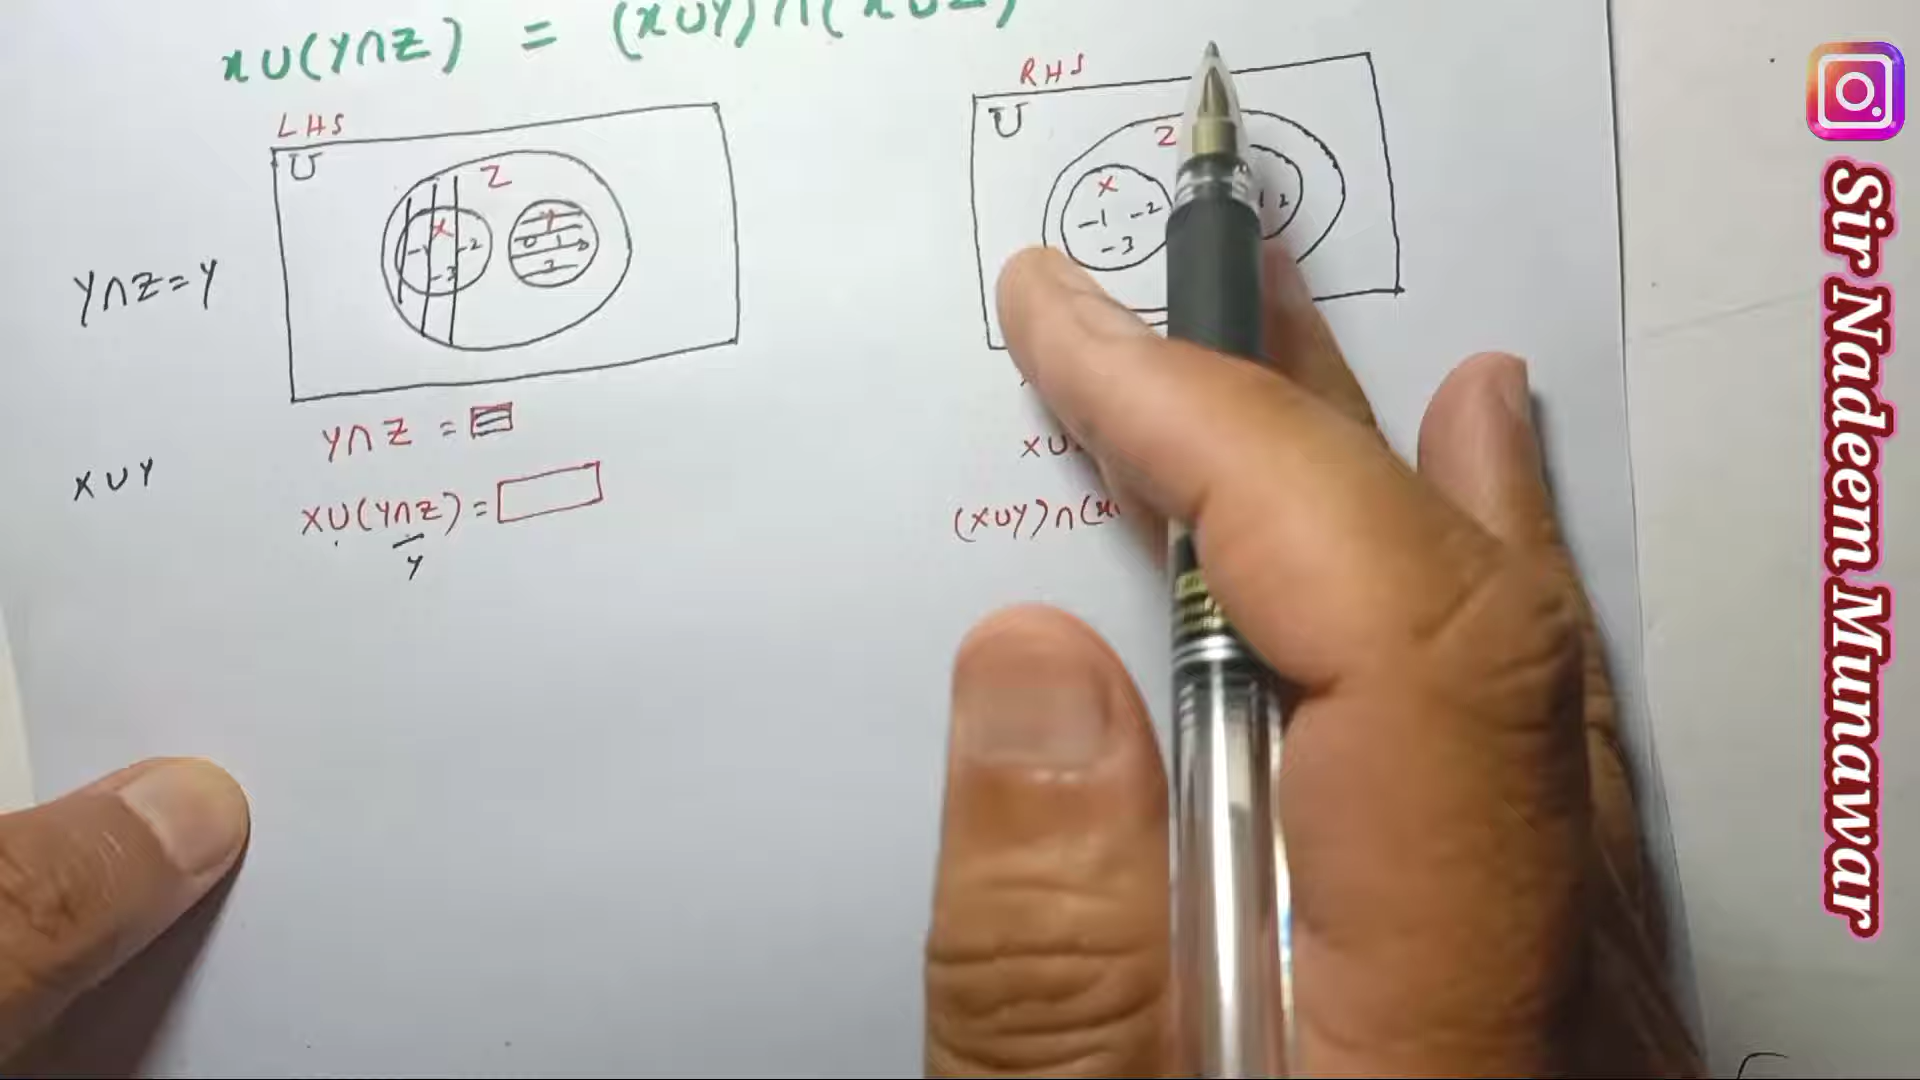 x∪(Y∩Z) = (x∪Y)∩(x∪Z)
LHS
U
Z
X
-1 -2
-3
Y
0 1
2
Y∩Z=Y
Y∩Z =
X∪Y
X∪(Y∩Z) =
Y
RHS
U
Z
X
-1 -2
-3
1 2
X∪
(X∪Y)∩(x
Sir Nadeem Munawar